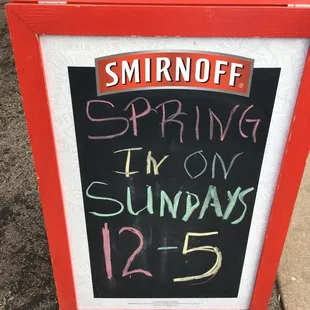 SMIRNOFF
SPRING
IN ON
SUNDAYS
12-5